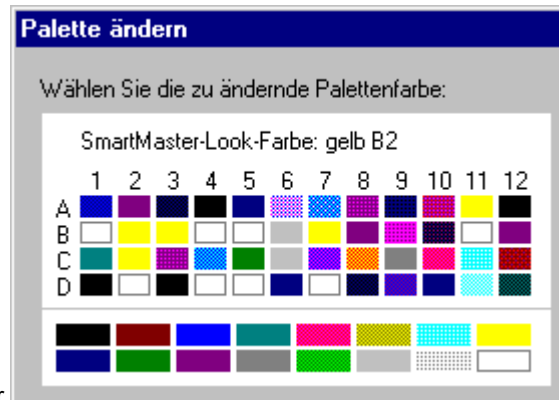 Palette ändern
Wählen Sie die zu ändernde Palettenfarbe:
SmartMaster-Look-Farbe: gelb B2
1 2 3 4 5 6 7 8 9 10 11 12
A
B
C
D